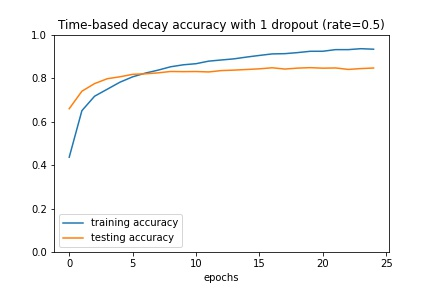 Time-based decay accuracy with 1 dropout (rate=0.5)
1.0
0.8
0.6
0.4
0.2
0.0
training accuracy
testing accuracy
0 5 10 15 20 25
epochs